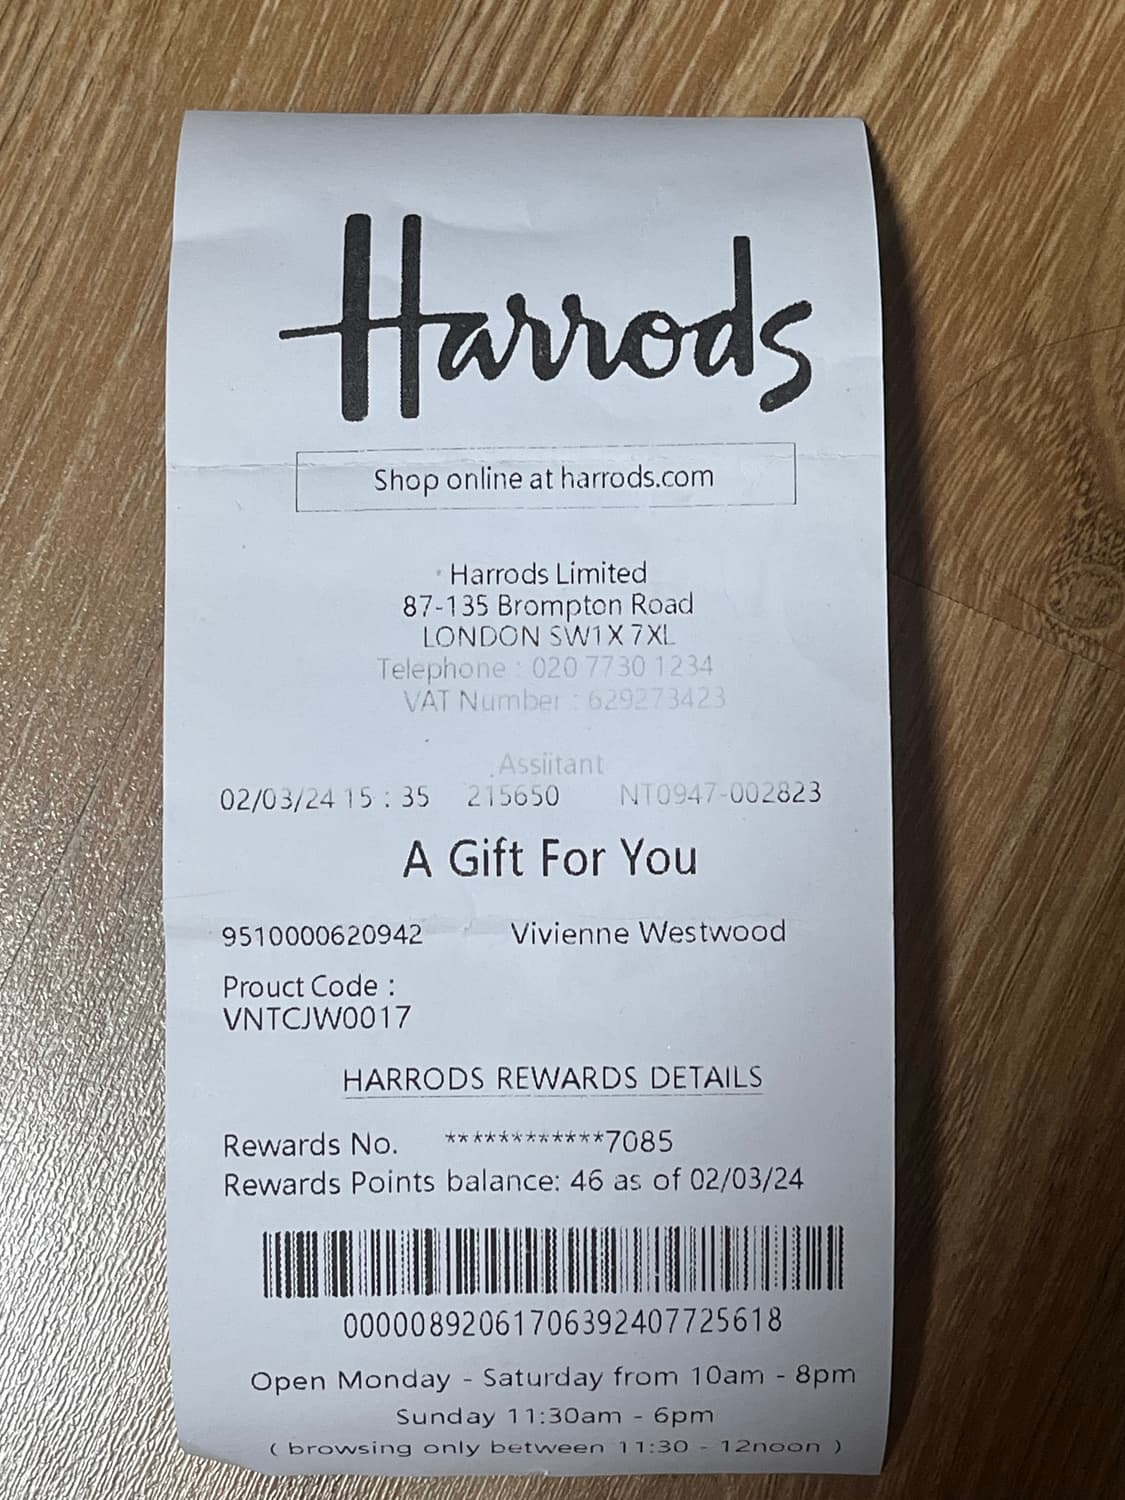 Harrods
Shop online at harrods.com
Harrods Limited
87-135 Brompton Road
LONDON SW1X 7XL
Telephone : 020 7730 1234
VAT Number : 629273423
Assiitant
02/03/24 15 : 35 215650 NT0947-002823
A Gift For You
9510000620942 Vivienne Westwood
Prouct Code :
VNTCJW0017
HARRODS REWARDS DETAILS
Rewards No. ************7085
Rewards Points balance: 46 as of 02/03/24
00000892061706392407725618
Open Monday - Saturday from 10am - 8pm
Sunday 11:30am - 6pm
( browsing only between 11:30 - 12noon )